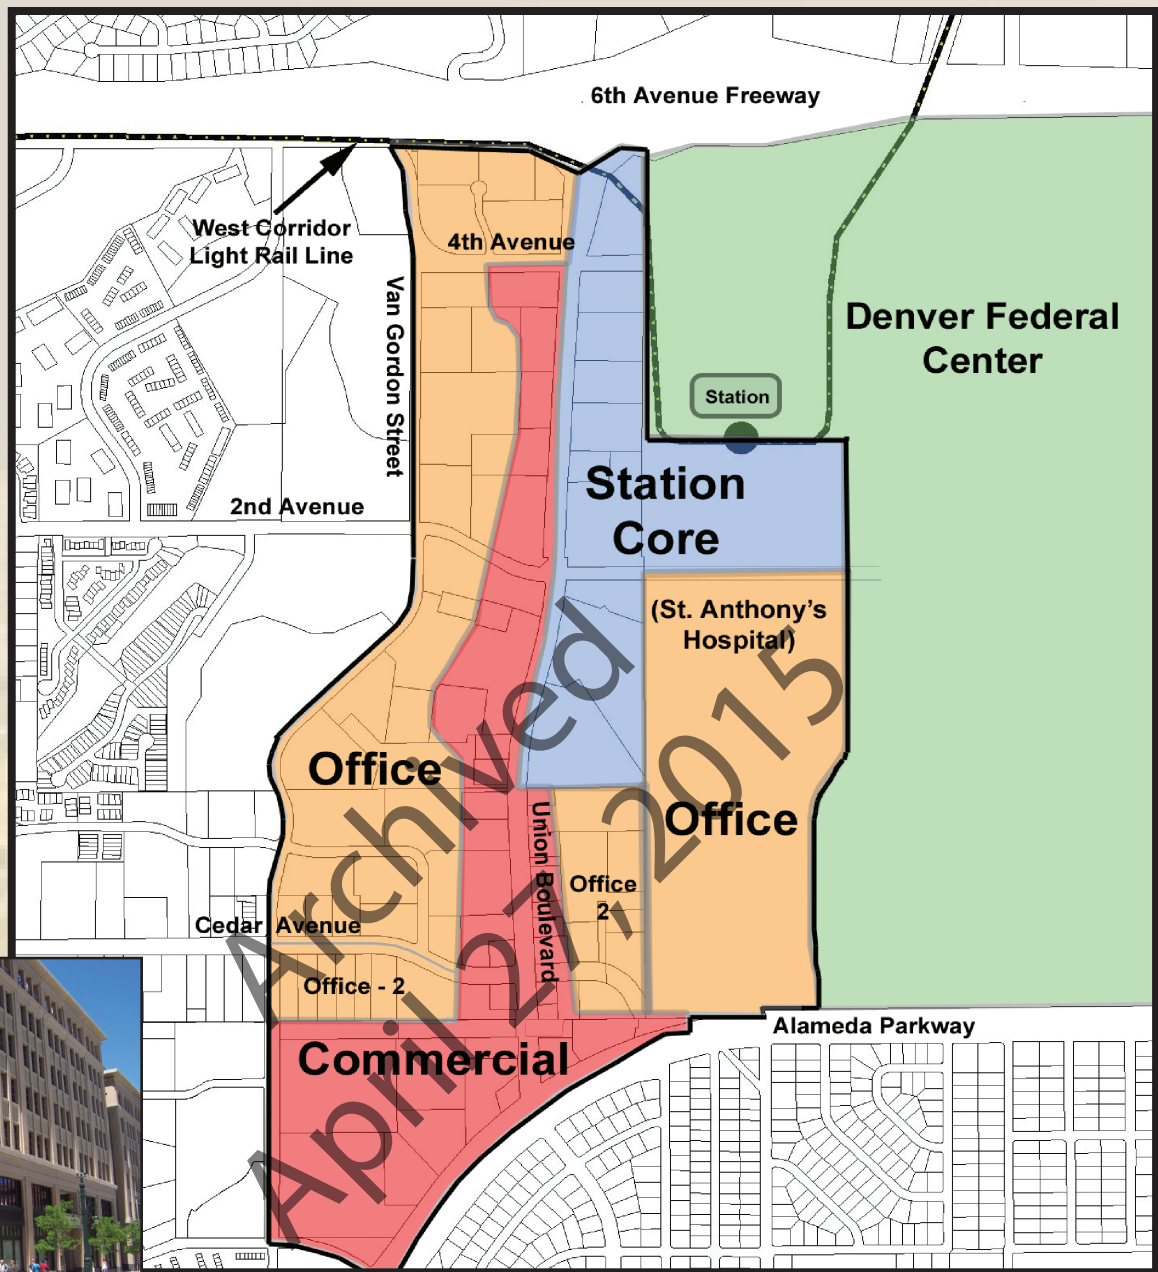 6th Avenue Freeway
West Corridor
Light Rail Line
4th Avenue
Van Gordon Street
Denver Federal
Center
Station
Station
Core
2nd Avenue
(St. Anthony’s
Hospital)
Office
Office
Union Boulevard
Office
2
Cedar Avenue
Office - 2
Alameda Parkway
Commercial
Archived
April 27, 2015